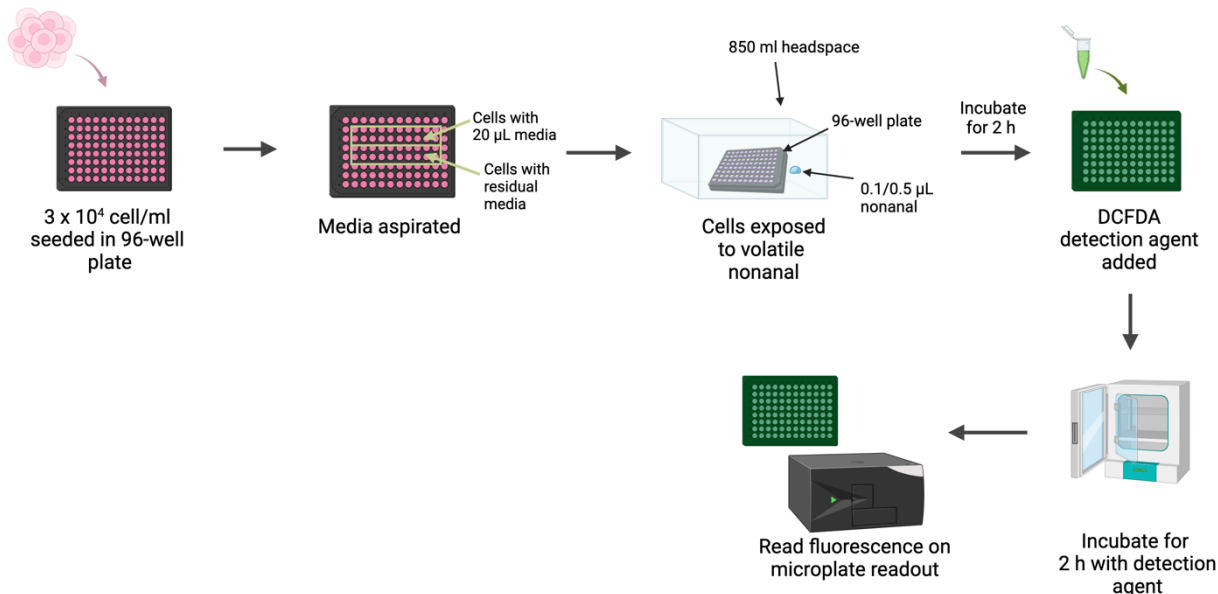 3 x 10⁴ cell/ml
seeded in 96-well
plate
Cells with
20 µL media
Cells with
residual
media
Media aspirated
850 ml headspace
96-well plate
0.1/0.5 µL
nonanal
Cells exposed
to volatile
nonanal
Incubate
for 2 h
DCFDA
detection agent
added
Incubate for
2 h with detection
agent
Read fluorescence on
microplate readout